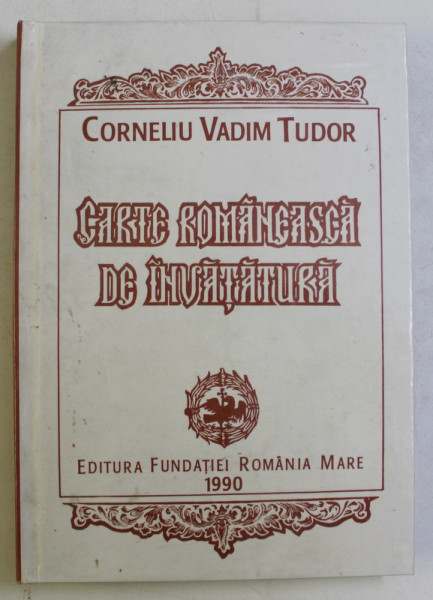 CORNELIU VADIM TUDOR
CARTE ROMÂNEASCĂ
DE ÎNVĂȚĂTURĂ
EDITURA FUNDAȚIEI ROMÂNIA MARE
1990